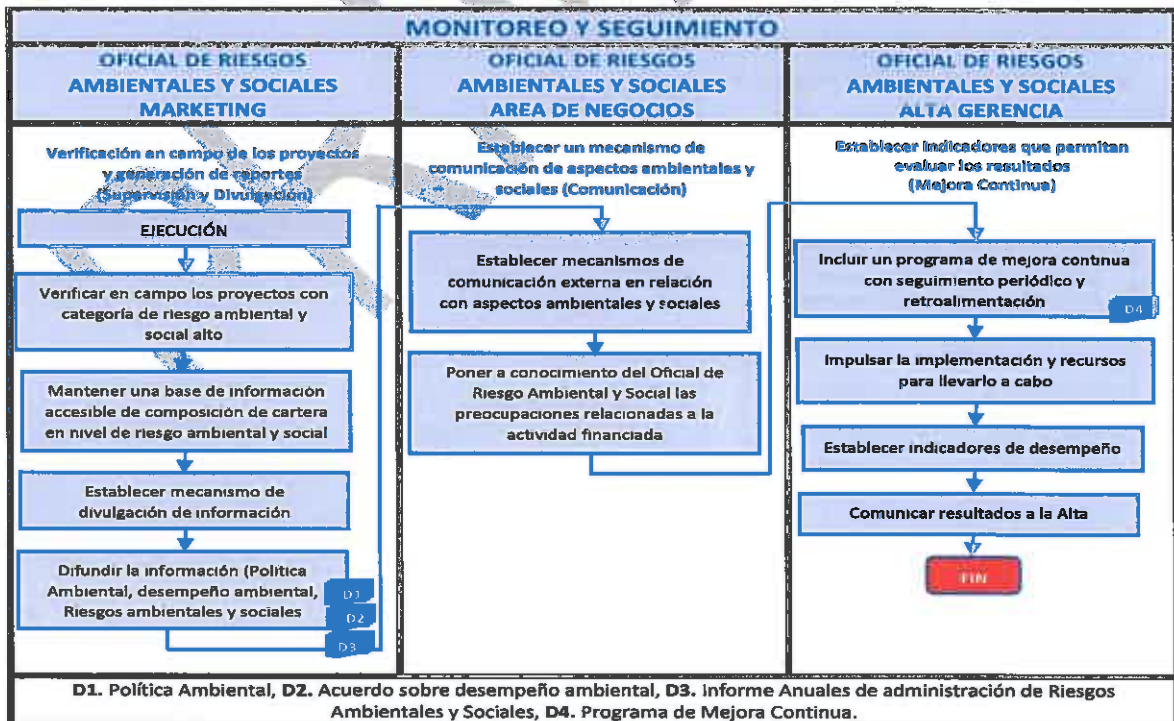 MONITOREO Y SEGUIMIENTO
OFICIAL DE RIESGOS
AMBIENTALES Y SOCIALES
MARKETING
Verificación en campo de los proyectos
y generación de reportes
(Supervisión y Divulgación)
EJECUCIÓN
Verificar en campo los proyectos con
categoría de riesgo ambiental y
social alto
Mantener una base de información
accesible de composición de cartera
en nivel de riesgo ambiental y social
Establecer mecanismo de
divulgación de información
Difundir la información (Política
Ambiental, desempeño ambiental,
Riesgos ambientales y sociales
D1
D2
D3
OFICIAL DE RIESGOS
AMBIENTALES Y SOCIALES
AREA DE NEGOCIOS
Establecer un mecanismo de
comunicación de aspectos ambientales y
sociales (Comunicación)
Establecer mecanismos de
comunicación externa en relación
con aspectos ambientales y sociales
Poner a conocimiento del Oficial de
Riesgo Ambiental y Social las
preocupaciones relacionadas a la
actividad financiada
OFICIAL DE RIESGOS
AMBIENTALES Y SOCIALES
ALTA GERENCIA
Establecer indicadores que permitan
evaluar los resultados
(Mejora Continua)
Incluir un programa de mejora continua
con seguimiento periódico y
retroalimentación
D4
Impulsar la implementación y recursos
para llevarlo a cabo
Establecer indicadores de desempeño
Comunicar resultados a la Alta
FIN
D1. Política Ambiental, D2. Acuerdo sobre desempeño ambiental, D3. Informe Anuales de administración de Riesgos
Ambientales y Sociales, D4. Programa de Mejora Continua.